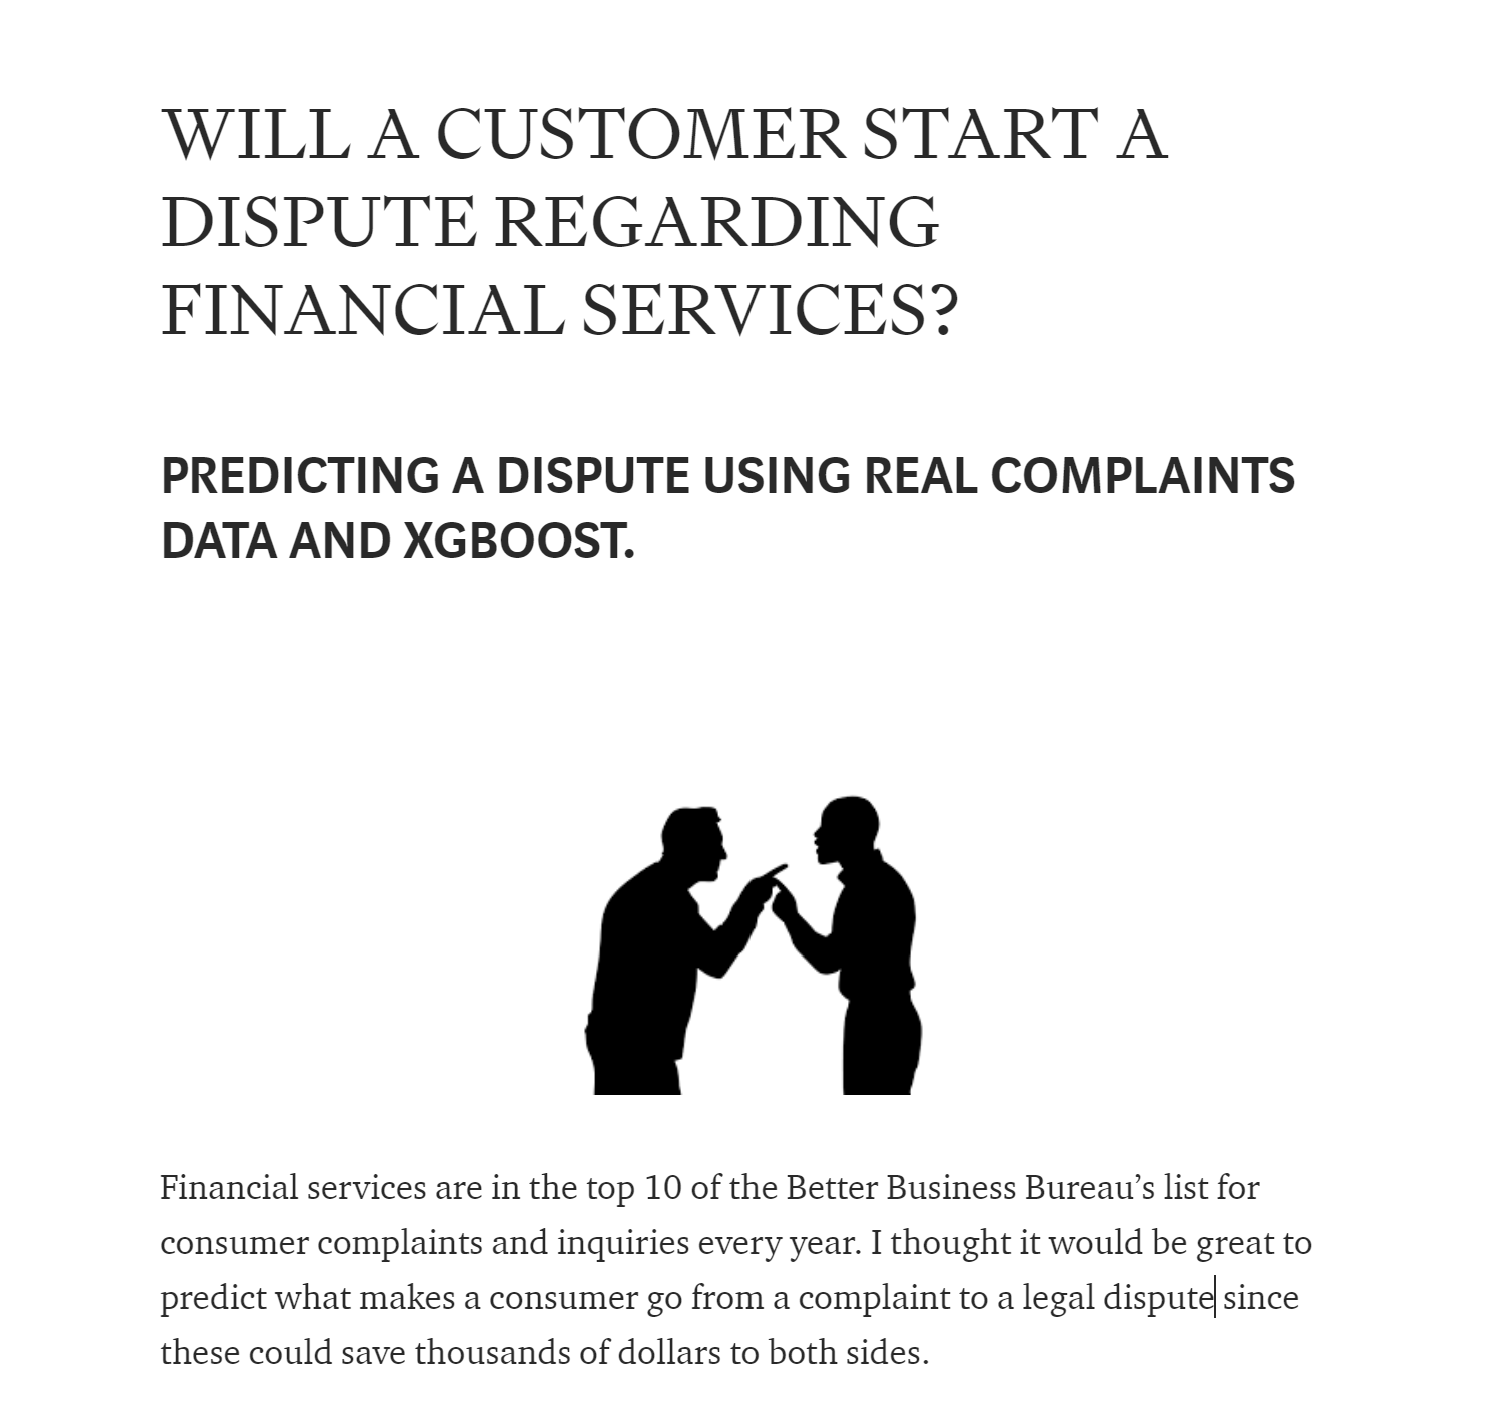 WILL A CUSTOMER START A
DISPUTE REGARDING
FINANCIAL SERVICES?
PREDICTING A DISPUTE USING REAL COMPLAINTS
DATA AND XGBOOST.
Financial services are in the top 10 of the Better Business Bureau’s list for
consumer complaints and inquiries every year. I thought it would be great to
predict what makes a consumer go from a complaint to a legal dispute since
these could save thousands of dollars to both sides.